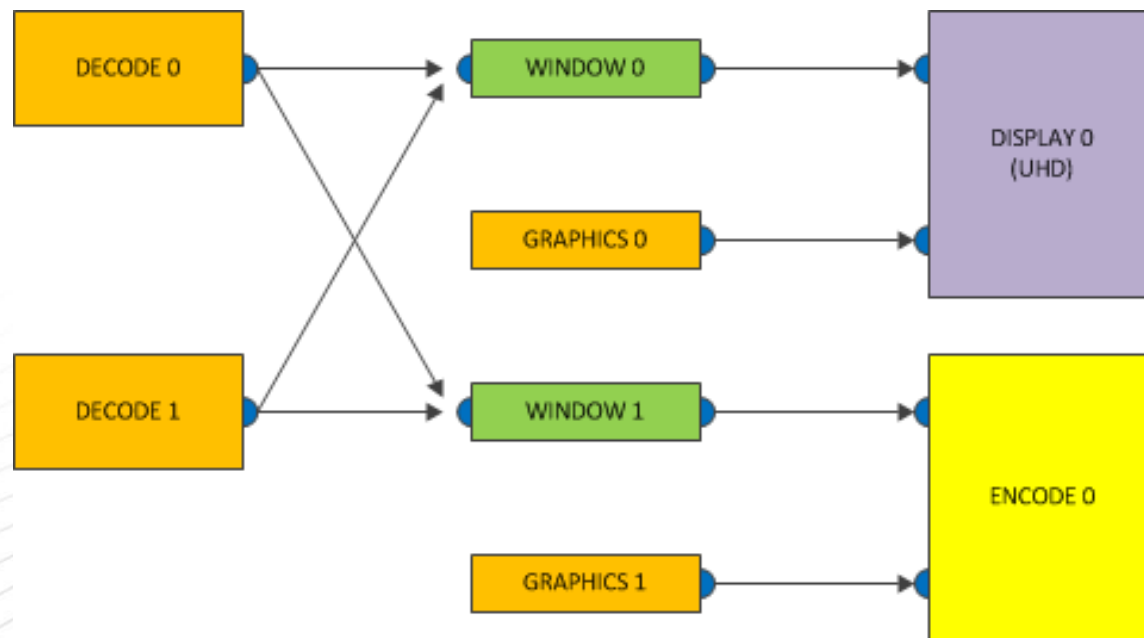 DECODE 0
WINDOW 0
DISPLAY 0
(UHD)
GRAPHICS 0
DECODE 1
WINDOW 1
ENCODE 0
GRAPHICS 1